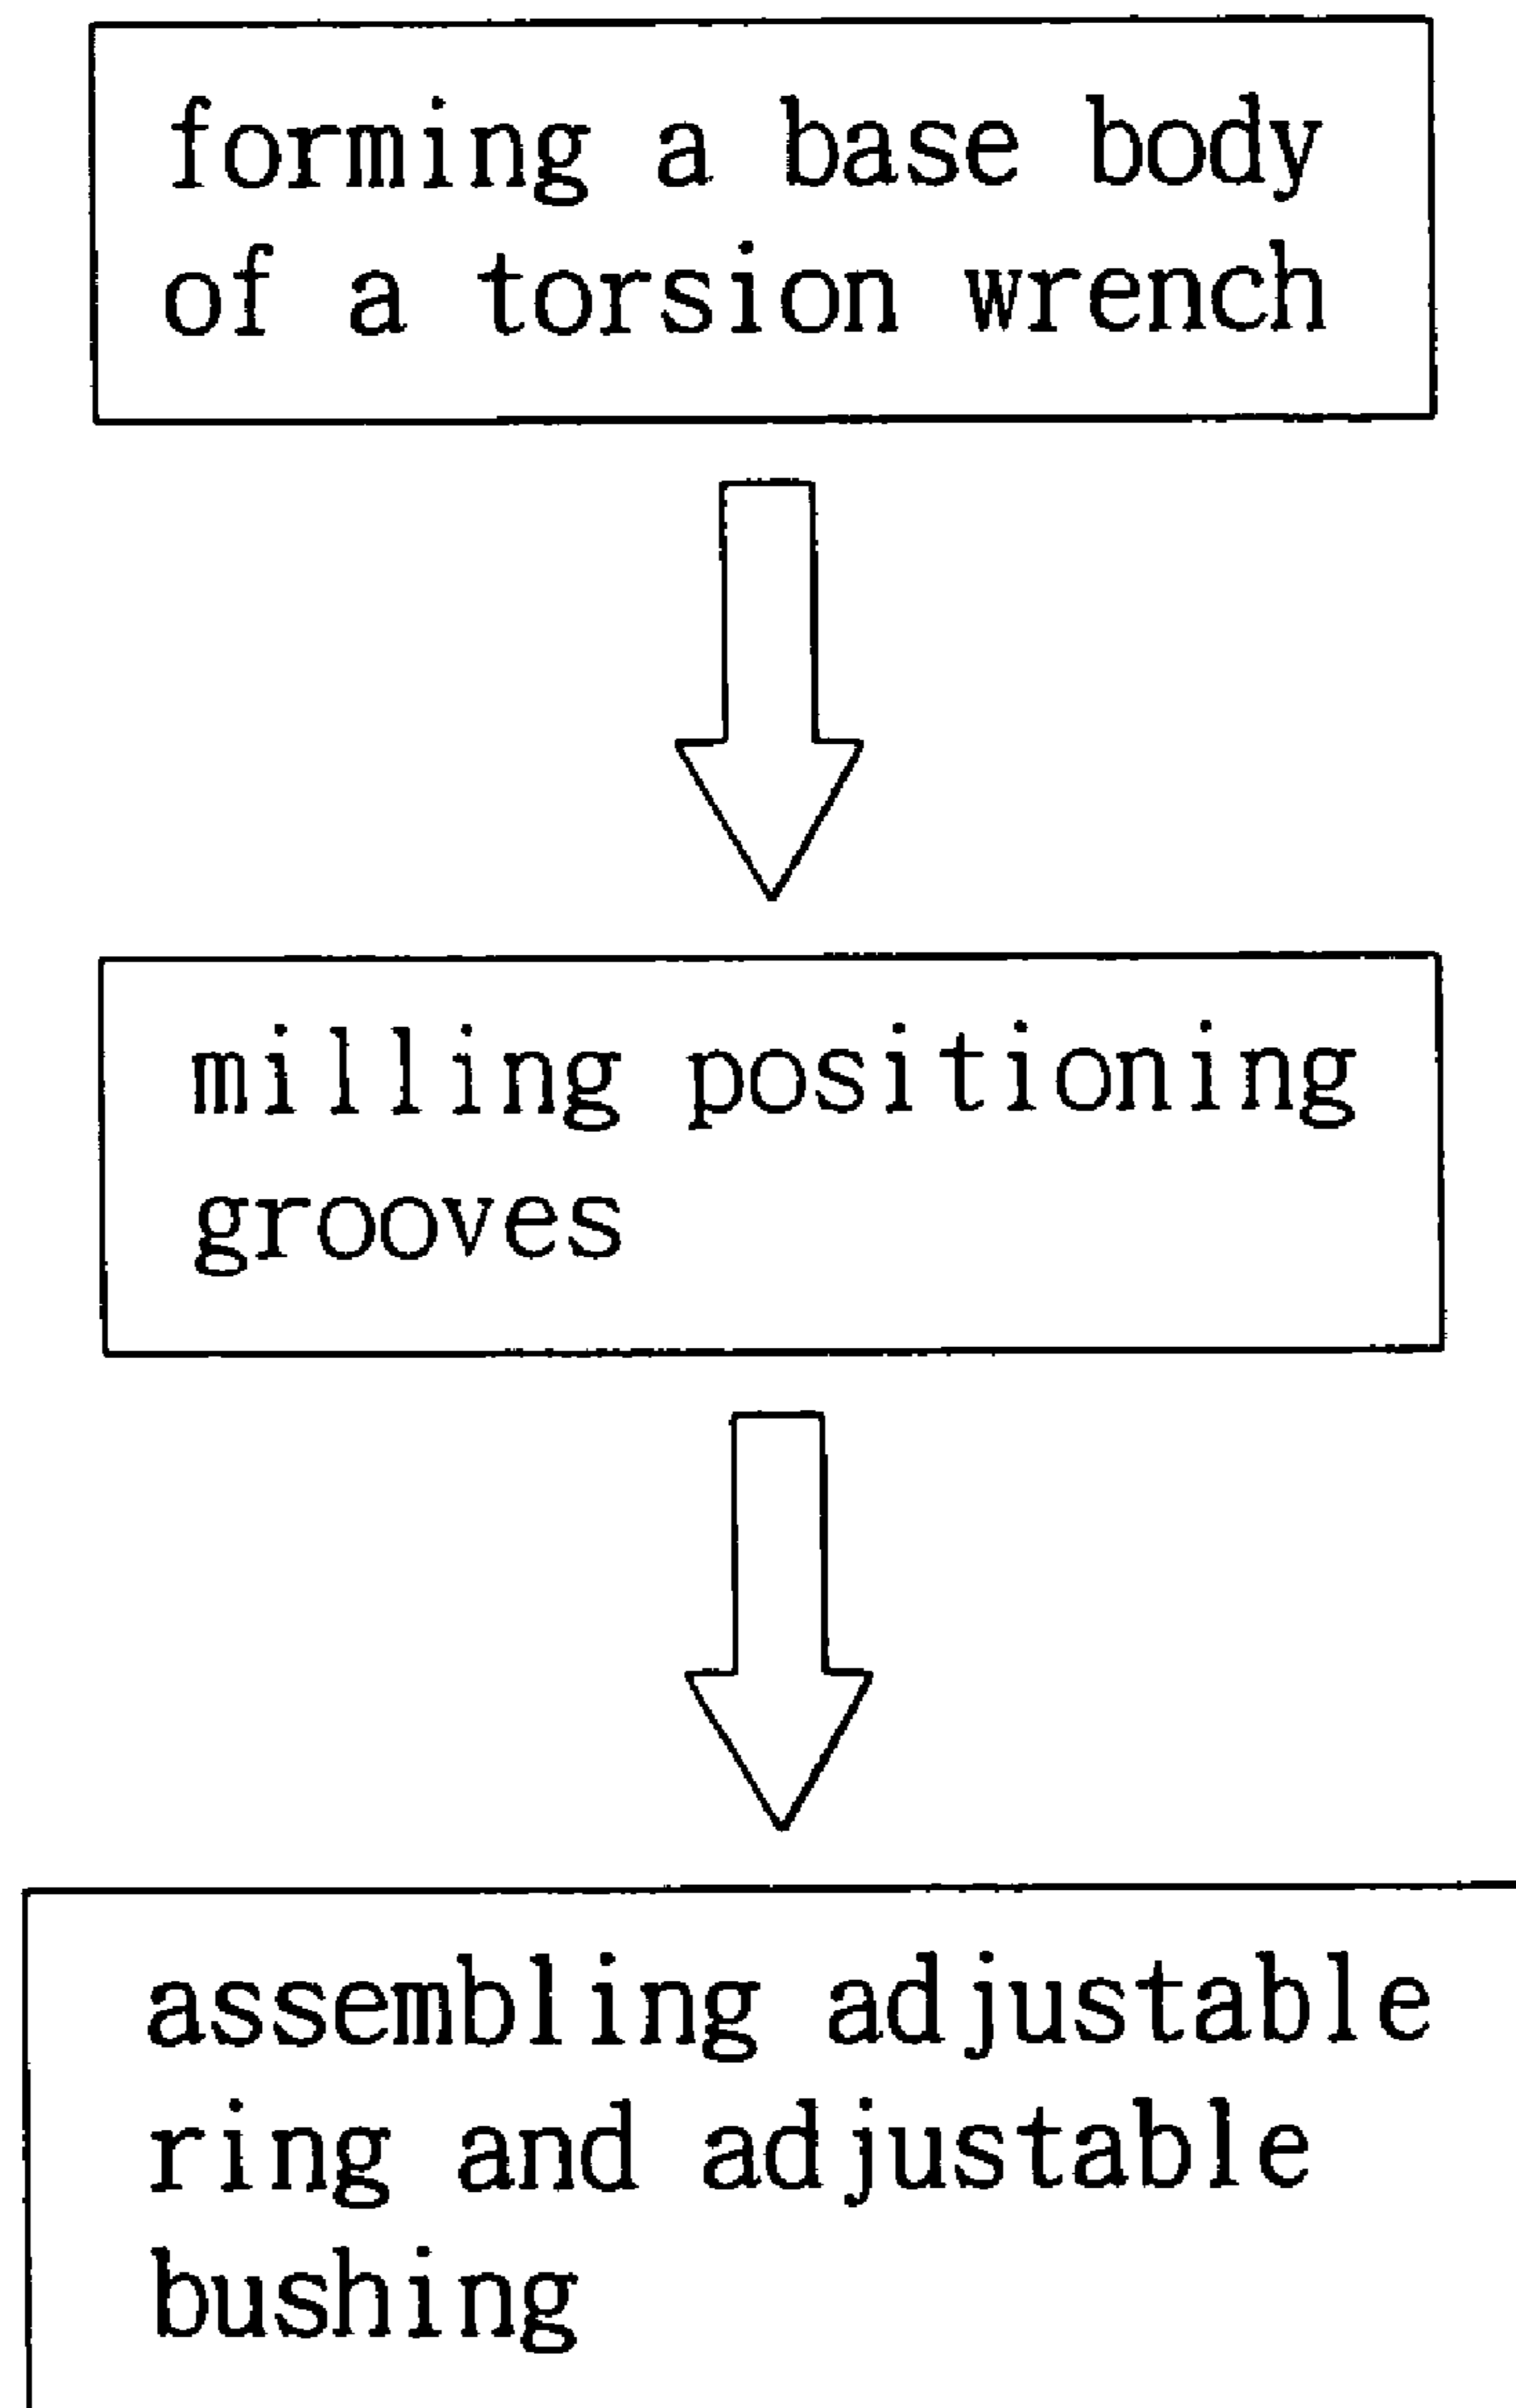 forming a base body
of a torsion wrench
milling positioning
grooves
assembling adjustable
ring and adjustable
bushing